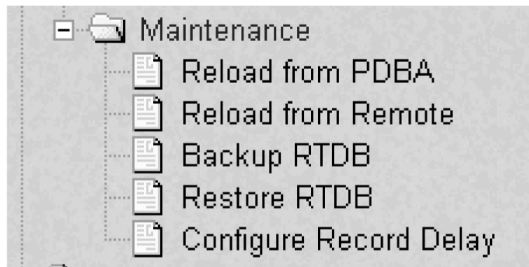 Maintenance
Reload from PDBA
Reload from Remote
Backup RTDB
Restore RTDB
Configure Record Delay